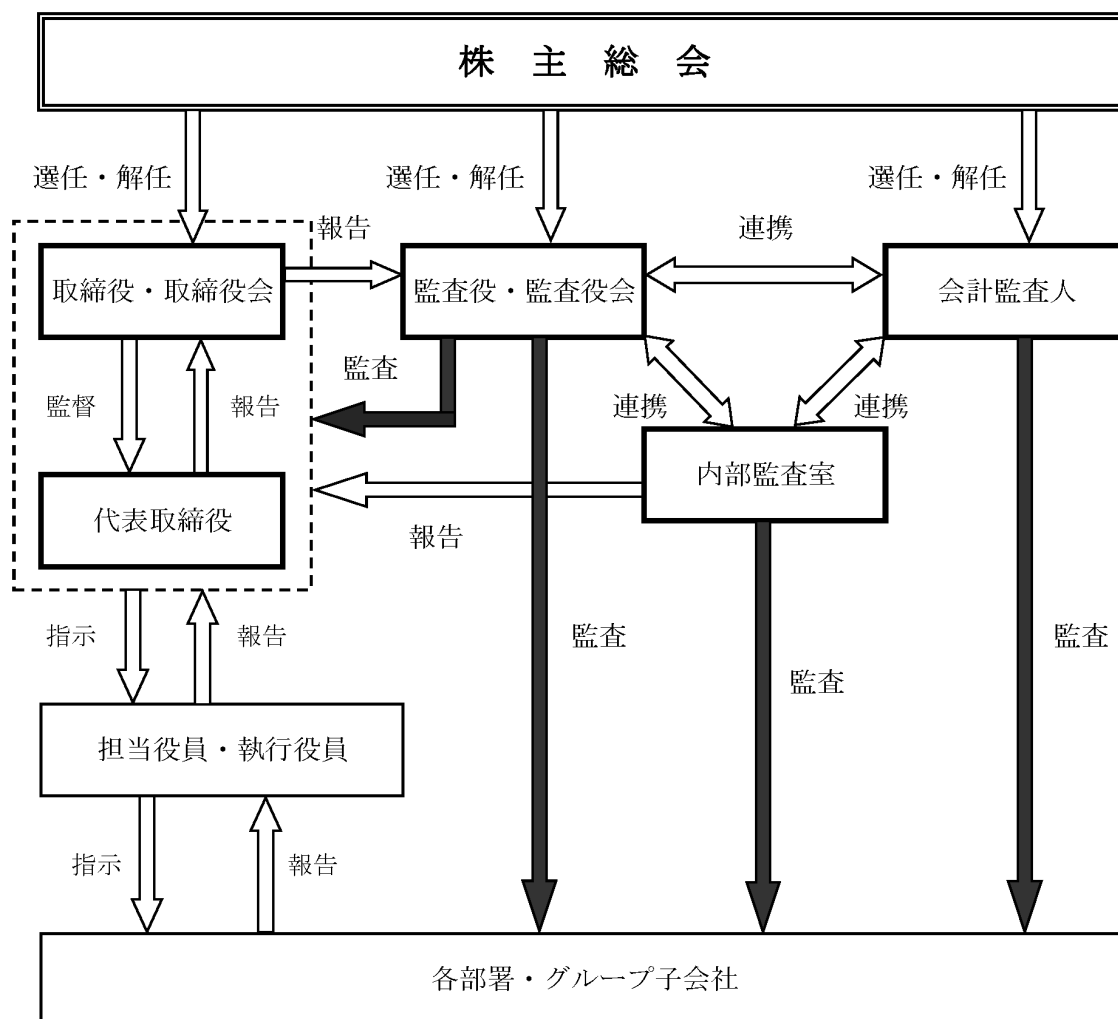 株主総会
選任・解任
選任・解任
選任・解任
報告
連携
取締役・取締役会
監査役・監査役会
会計監査人
監査
監督
報告
連携
連携
内部監査室
代表取締役
報告
指示
報告
監査
監査
監査
担当役員・執行役員
指示
報告
各部署・グループ子会社